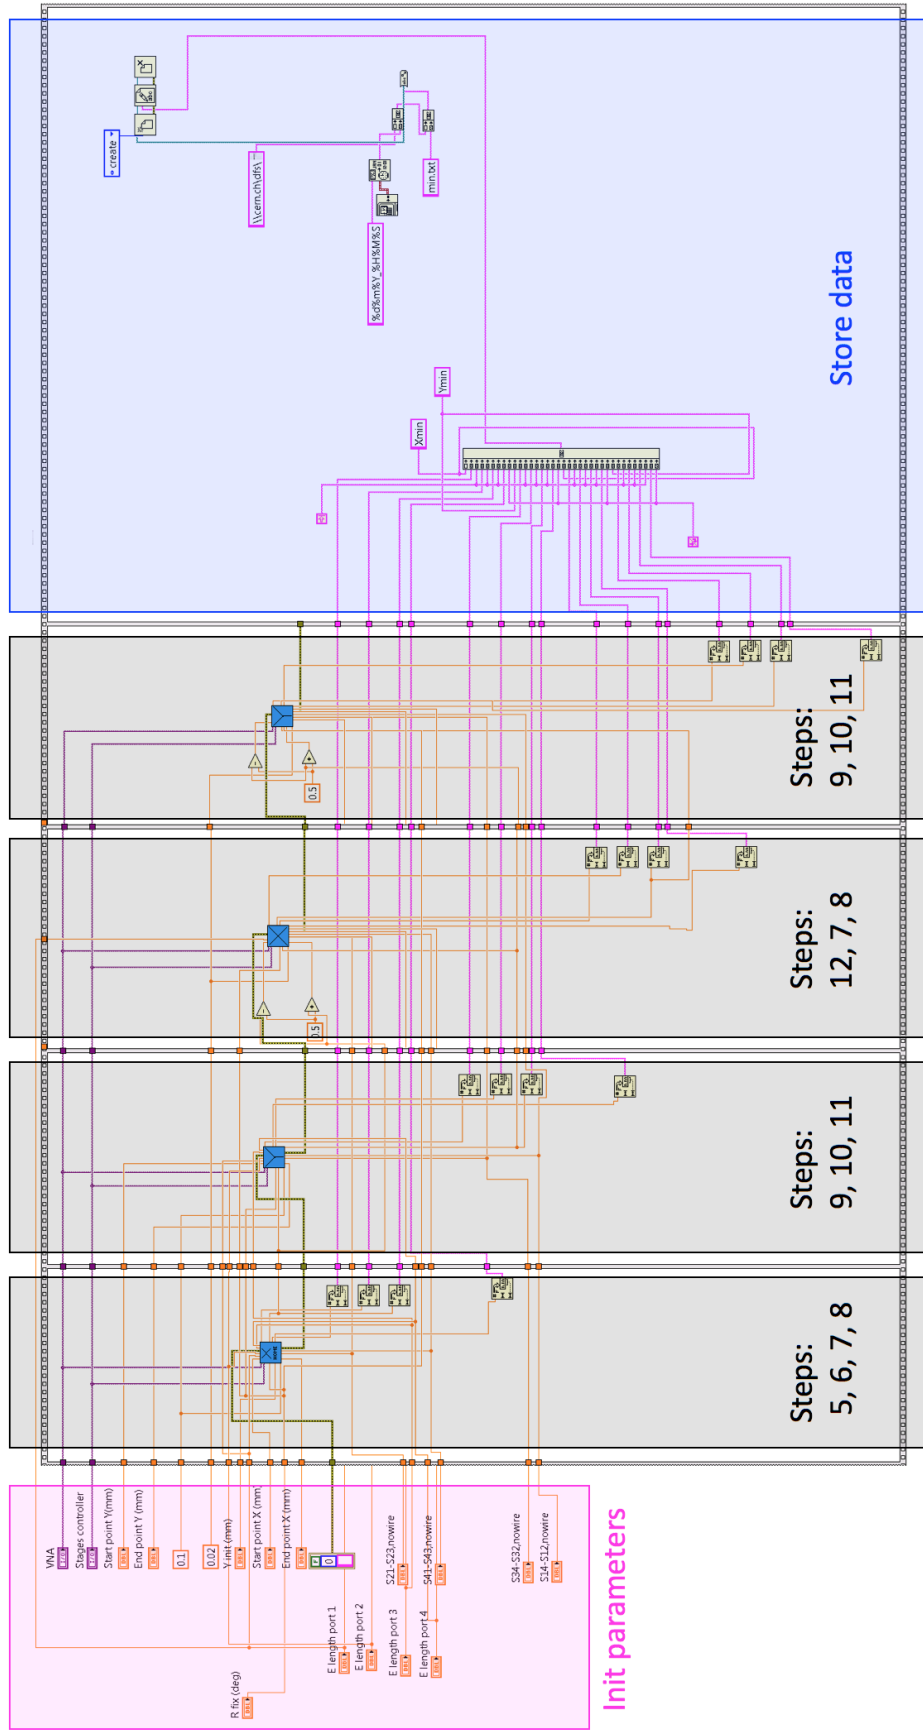 VNA
Stages controller
Start point Y(mm)
End point Y (mm)
0.1
0.02
Y init (mm)
Start point X (mm)
End point X (mm)
R fix (deg)
E length port 1
E length port 2
E length port 3
E length port 4
S21-S23,nowire
S41-S43,nowire
S34-S32,nowire
S14-S12,nowire
Init parameters
Steps:
5, 6, 7, 8
Steps:
9, 10, 11
0.5
Steps:
12, 7, 8
0.5
Steps:
9, 10, 11
create
\\cern.ch\dfs\
%d%m%Y_%H%M%S
min.txt
Xmin
Ymin
Store data